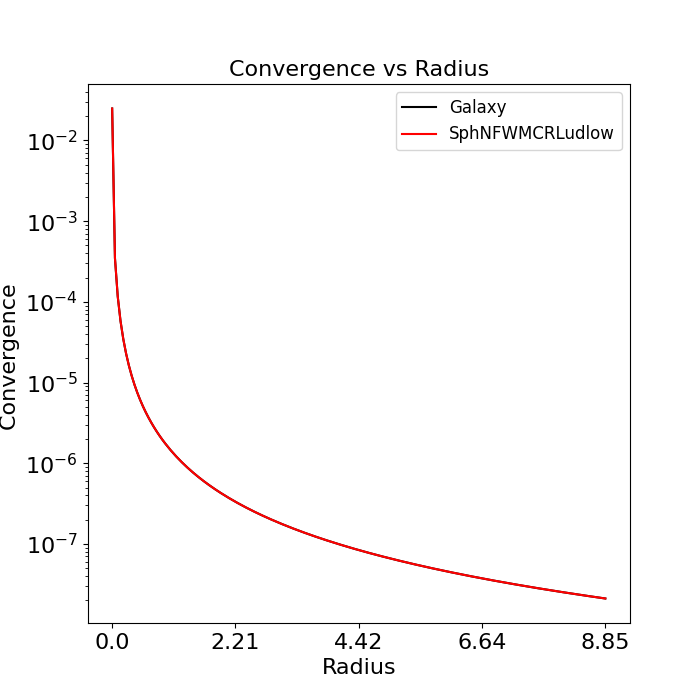 Convergence vs Radius
Galaxy
SphNFWMCRLudlow
Convergence
10⁻²
10⁻³
10⁻⁴
10⁻⁵
10⁻⁶
10⁻⁷
0.0 2.21 4.42 6.64 8.85
Radius